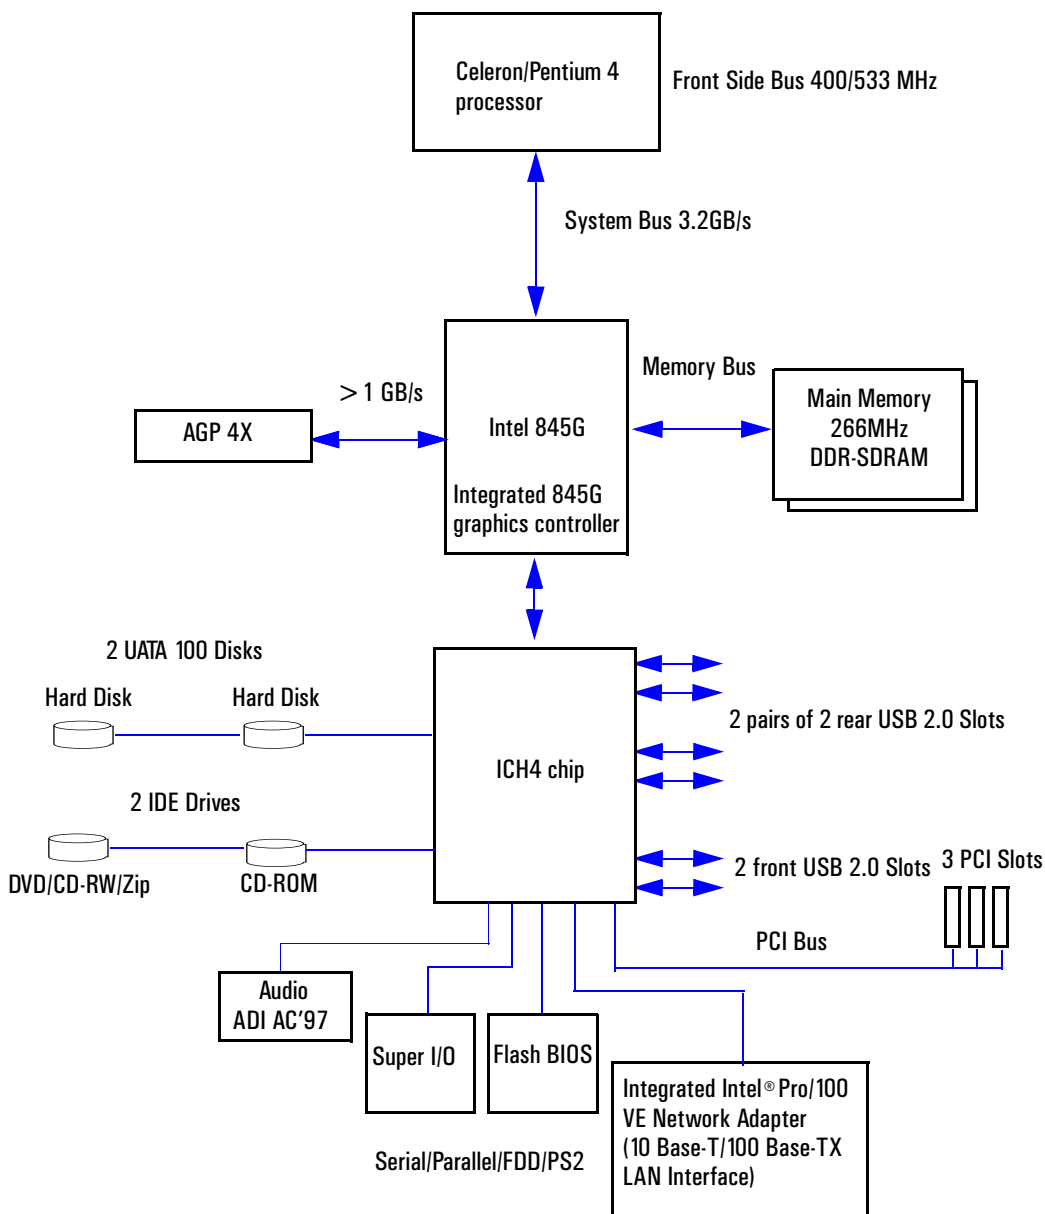 Celeron/Pentium 4
processor
Front Side Bus 400/533 MHz
System Bus 3.2GB/s
Memory Bus
> 1 GB/s
AGP 4X
Intel 845G
Integrated 845G
graphics controller
Main Memory
266MHz
DDR-SDRAM
2 UATA 100 Disks
Hard Disk
Hard Disk
2 pairs of 2 rear USB 2.0 Slots
ICH4 chip
2 IDE Drives
DVD/CD-RW/Zip
CD-ROM
2 front USB 2.0 Slots
3 PCI Slots
PCI Bus
Audio
ADI AC’97
Super I/O
Flash BIOS
Integrated Intel® Pro/100
VE Network Adapter
(10 Base-T/100 Base-TX
LAN Interface)
Serial/Parallel/FDD/PS2